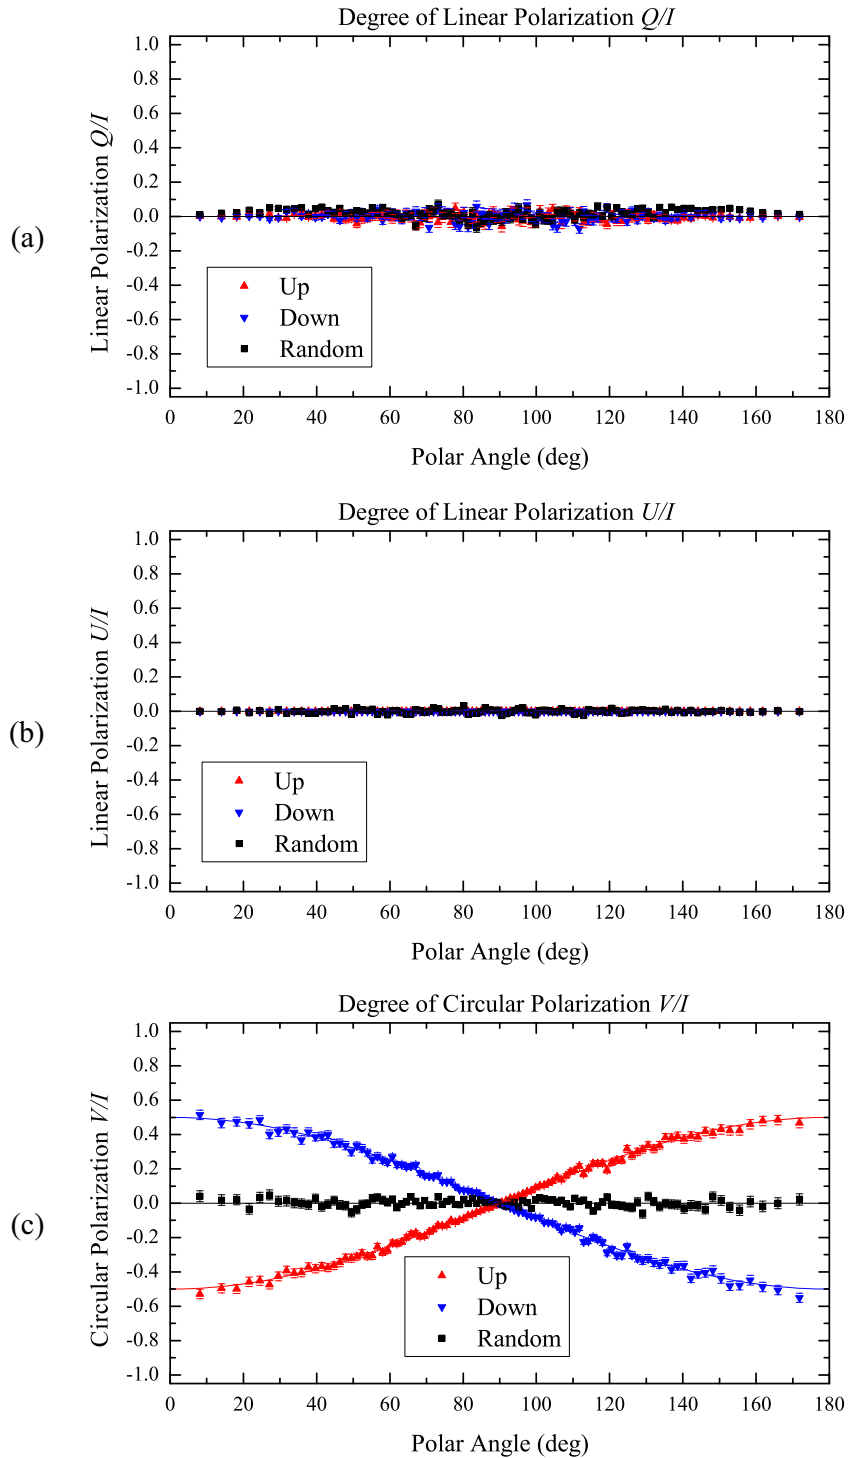 Degree of Linear Polarization Q/I
1.0
0.8
0.6
0.4
0.2
0.0
-0.2
-0.4
-0.6
-0.8
-1.0
Linear Polarization Q/I
(a)
Up
Down
Random
0 20 40 60 80 100 120 140 160 180
Polar Angle (deg)
Degree of Linear Polarization U/I
1.0
0.8
0.6
0.4
0.2
0.0
-0.2
-0.4
-0.6
-0.8
-1.0
Linear Polarization U/I
(b)
Up
Down
Random
0 20 40 60 80 100 120 140 160 180
Polar Angle (deg)
Degree of Circular Polarization V/I
1.0
0.8
0.6
0.4
0.2
0.0
-0.2
-0.4
-0.6
-0.8
-1.0
Circular Polarization V/I
(c)
Up
Down
Random
0 20 40 60 80 100 120 140 160 180
Polar Angle (deg)